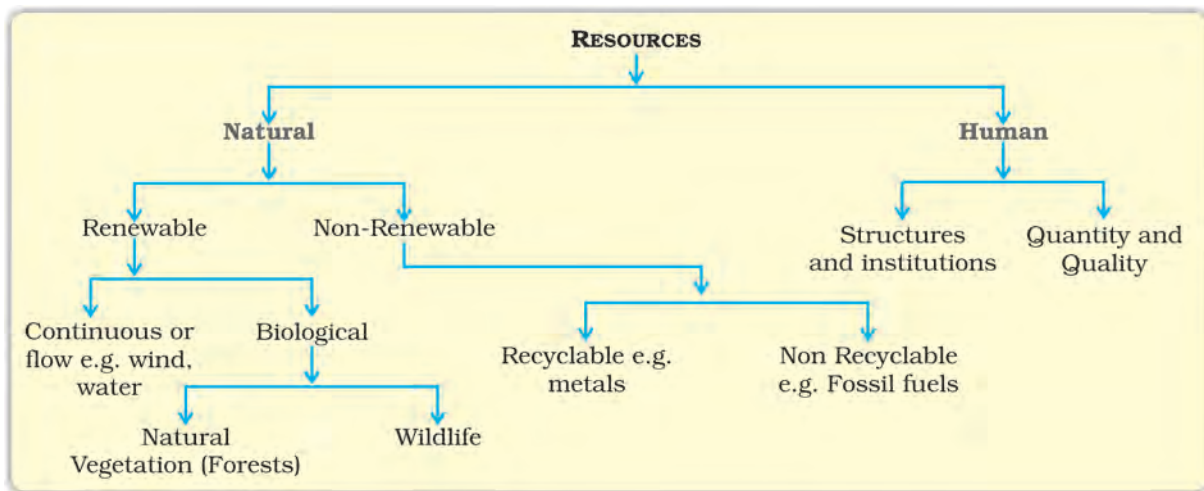 RESOURCES
Natural
Human
Renewable
Non-Renewable
Structures
and institutions
Quantity and
Quality
Continuous or
flow e.g. wind,
water
Biological
Recyclable e.g.
metals
Non Recyclable
e.g. Fossil fuels
Natural
Vegetation (Forests)
Wildlife